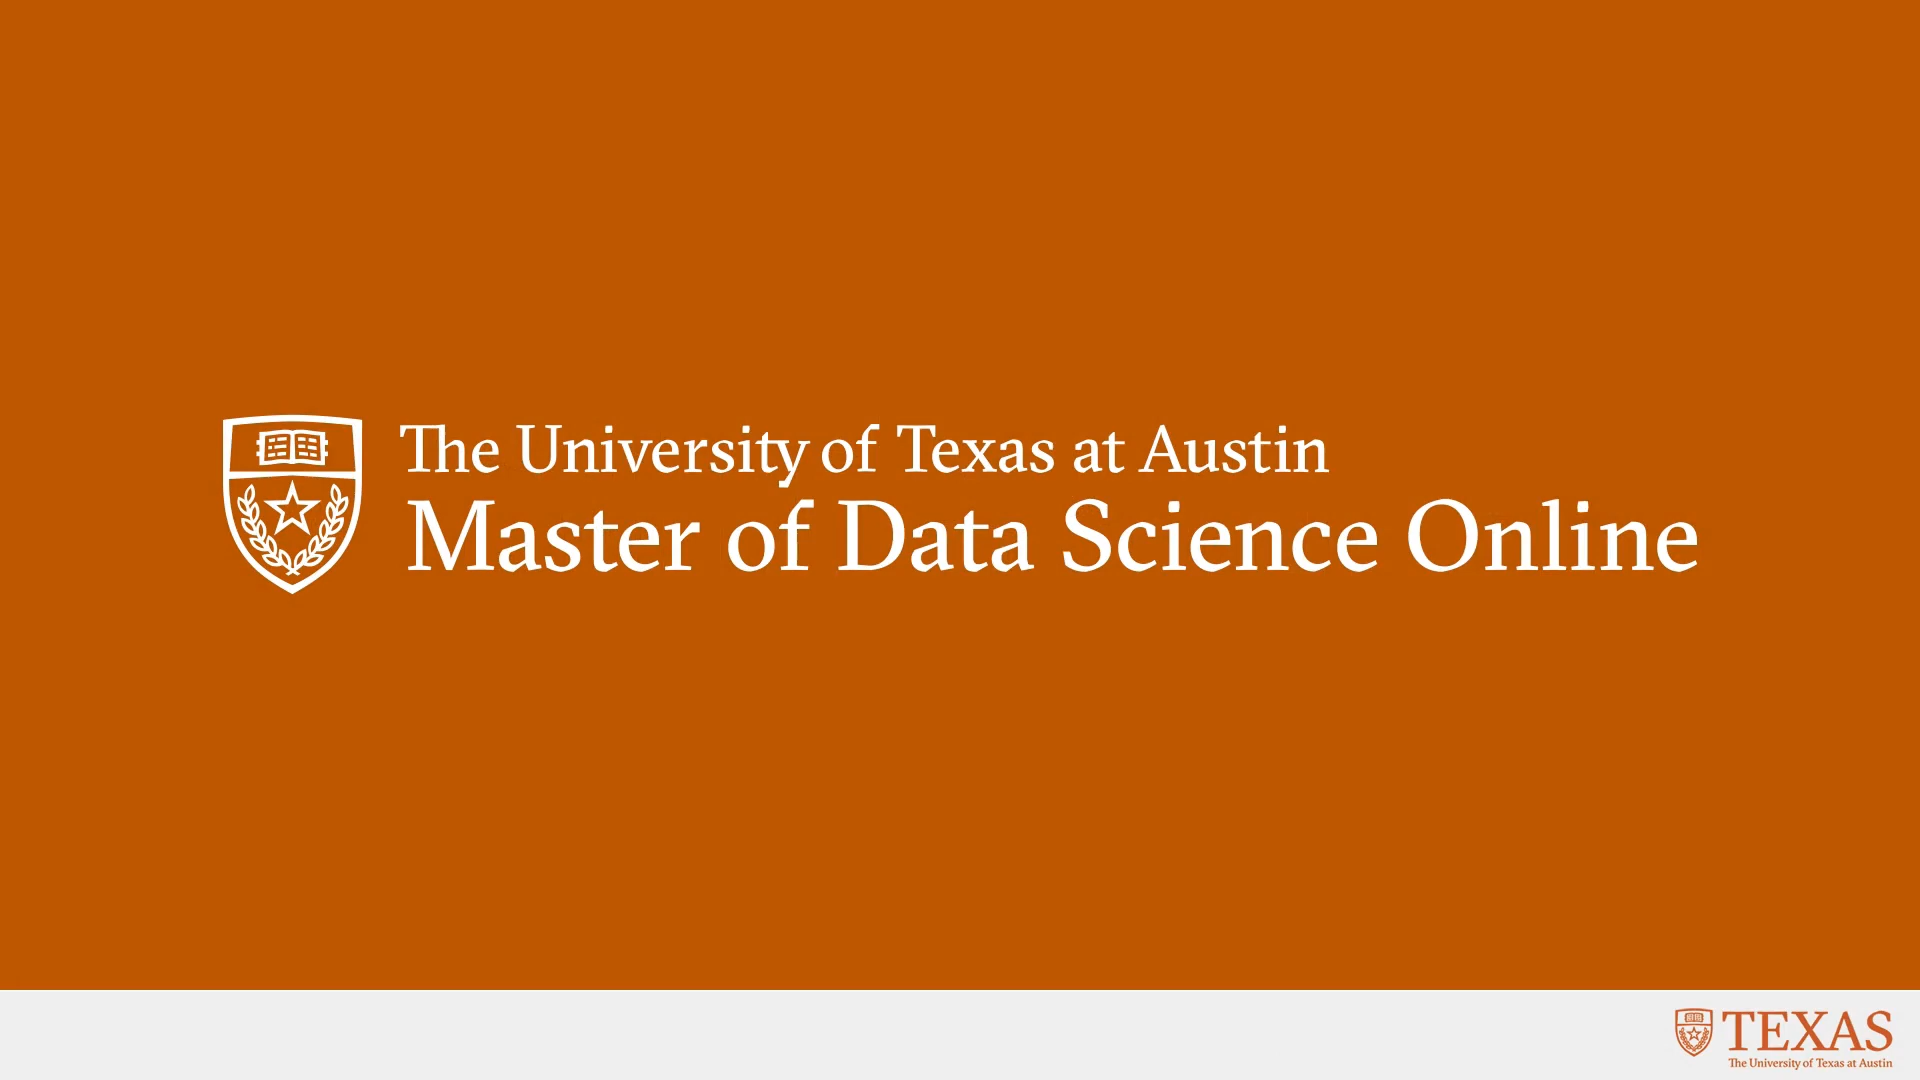 The University of Texas at Austin
Master of Data Science Online
TEXAS
The University of Texas at Austin